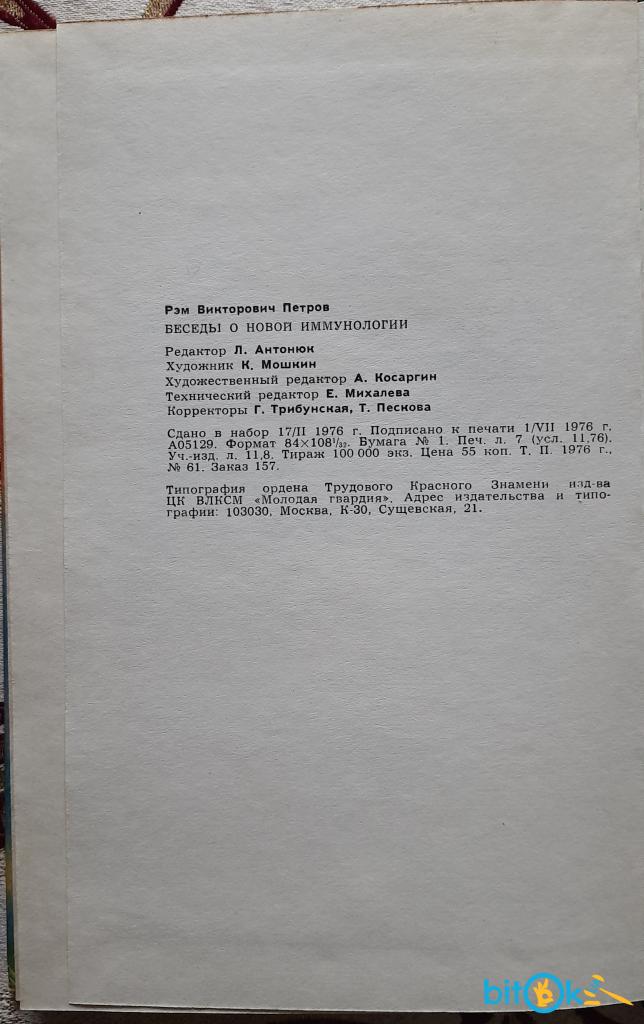 Рэм Викторович Петров
БЕСЕДЫ О НОВОЙ ИММУНОЛОГИИ
Редактор Л. Антонюк
Художник К. Мошкин
Художественный редактор А. Косаргин
Технический редактор Е. Михалева
Корректоры Г. Трибунская, Т. Пескова
Сдано в набор 17/II 1976 г. Подписано к печати 1/VII 1976 г.
А05129. Формат 84×108¹/₃₂. Бумага № 1. Печ. л. 7 (усл. 11,76).
Уч.-изд. л. 11,8. Тираж 100 000 экз. Цена 55 коп. Т. П. 1976 г.,
№ 61. Заказ 157.
Типография ордена Трудового Красного Знамени изд-ва
ЦК ВЛКСМ «Молодая гвардия». Адрес издательства и типо-
графии: 103030, Москва, К-30, Сущевская, 21.
bitOk